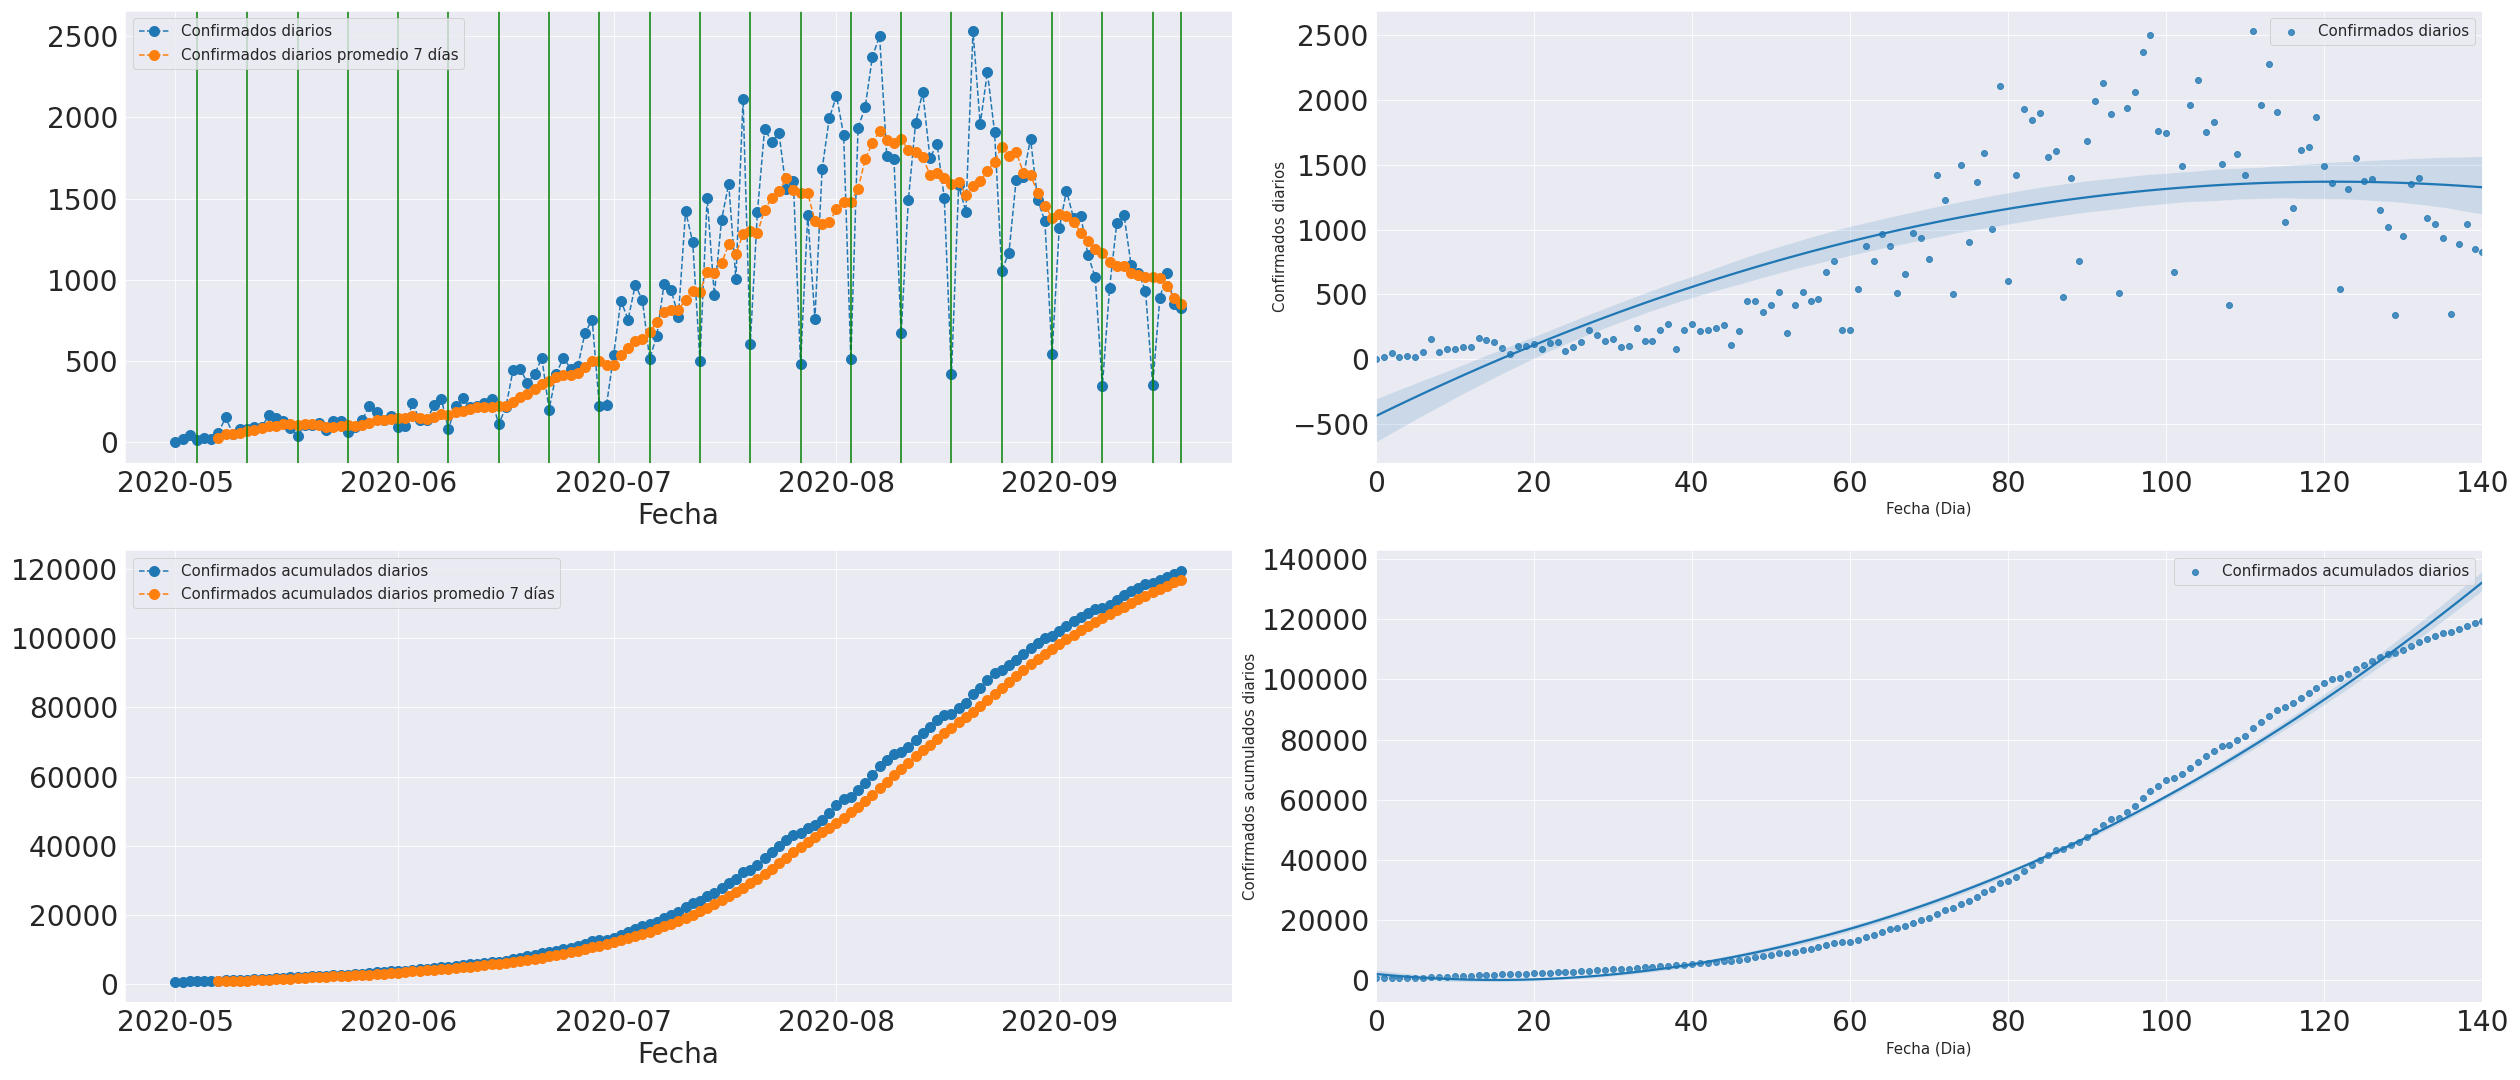 Confirmados diarios
Confirmados diarios promedio 7 días
2500
2000
1500
1000
500
0
2020-05 2020-06 2020-07 2020-08 2020-09
Fecha
Confirmados diarios
2500
2000
1500
1000
500
0
−500
Confirmados diarios
0 20 40 60 80 100 120 140
Fecha (Dia)
Confirmados acumulados diarios
Confirmados acumulados diarios promedio 7 días
120000
100000
80000
60000
40000
20000
0
2020-05 2020-06 2020-07 2020-08 2020-09
Fecha
Confirmados acumulados diarios
140000
120000
100000
80000
60000
40000
20000
0
Confirmados acumulados diarios
0 20 40 60 80 100 120 140
Fecha (Dia)